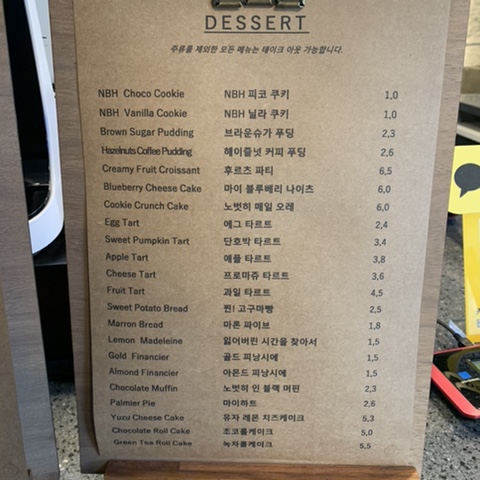 DESSERT
주류를 제외한 모든 메뉴는 테이크 아웃 가능합니다.
NBH Choco Cookie NBH 피코 쿠키 1,0
NBH Vanilla Cookie NBH 닐라 쿠키 1,0
Brown Sugar Pudding 브라운슈가 푸딩 2,3
Hazelnuts Coffee Pudding 헤이즐넛 커피 푸딩 2,6
Creamy Fruit Croissant 후르츠 파티 6,5
Blueberry Cheese Cake 마이 블루베리 나이츠 6,0
Cookie Crunch Cake 노벗히 메일 오레 6,0
Egg Tart 에그 타르트 2,4
Sweet Pumpkin Tart 단호박 타르트 3,4
Apple Tart 애플 타르트 3,8
Cheese Tart 프로마쥬 타르트 3,6
Fruit Tart 과일 타르트 4,5
Sweet Potato Bread 찐! 고구마빵 2,5
Marron Bread 마론 파이브 1,8
Lemon Madeleine 잃어버린 시간을 찾아서 1,5
Gold Financier 골드 피낭시에 1,5
Almond Financier 아몬드 피낭시에 1,5
Chocolate Muffin 노벗히 인 블랙 머핀 2,3
Palmier Pie 마이하트 2,6
Yuzu Cheese Cake 유자 레몬 치즈케이크 5,3
Chocolate Roll Cake 초코롤케이크 5,0
Green Tea Roll Cake 녹차롤케이크 5,5